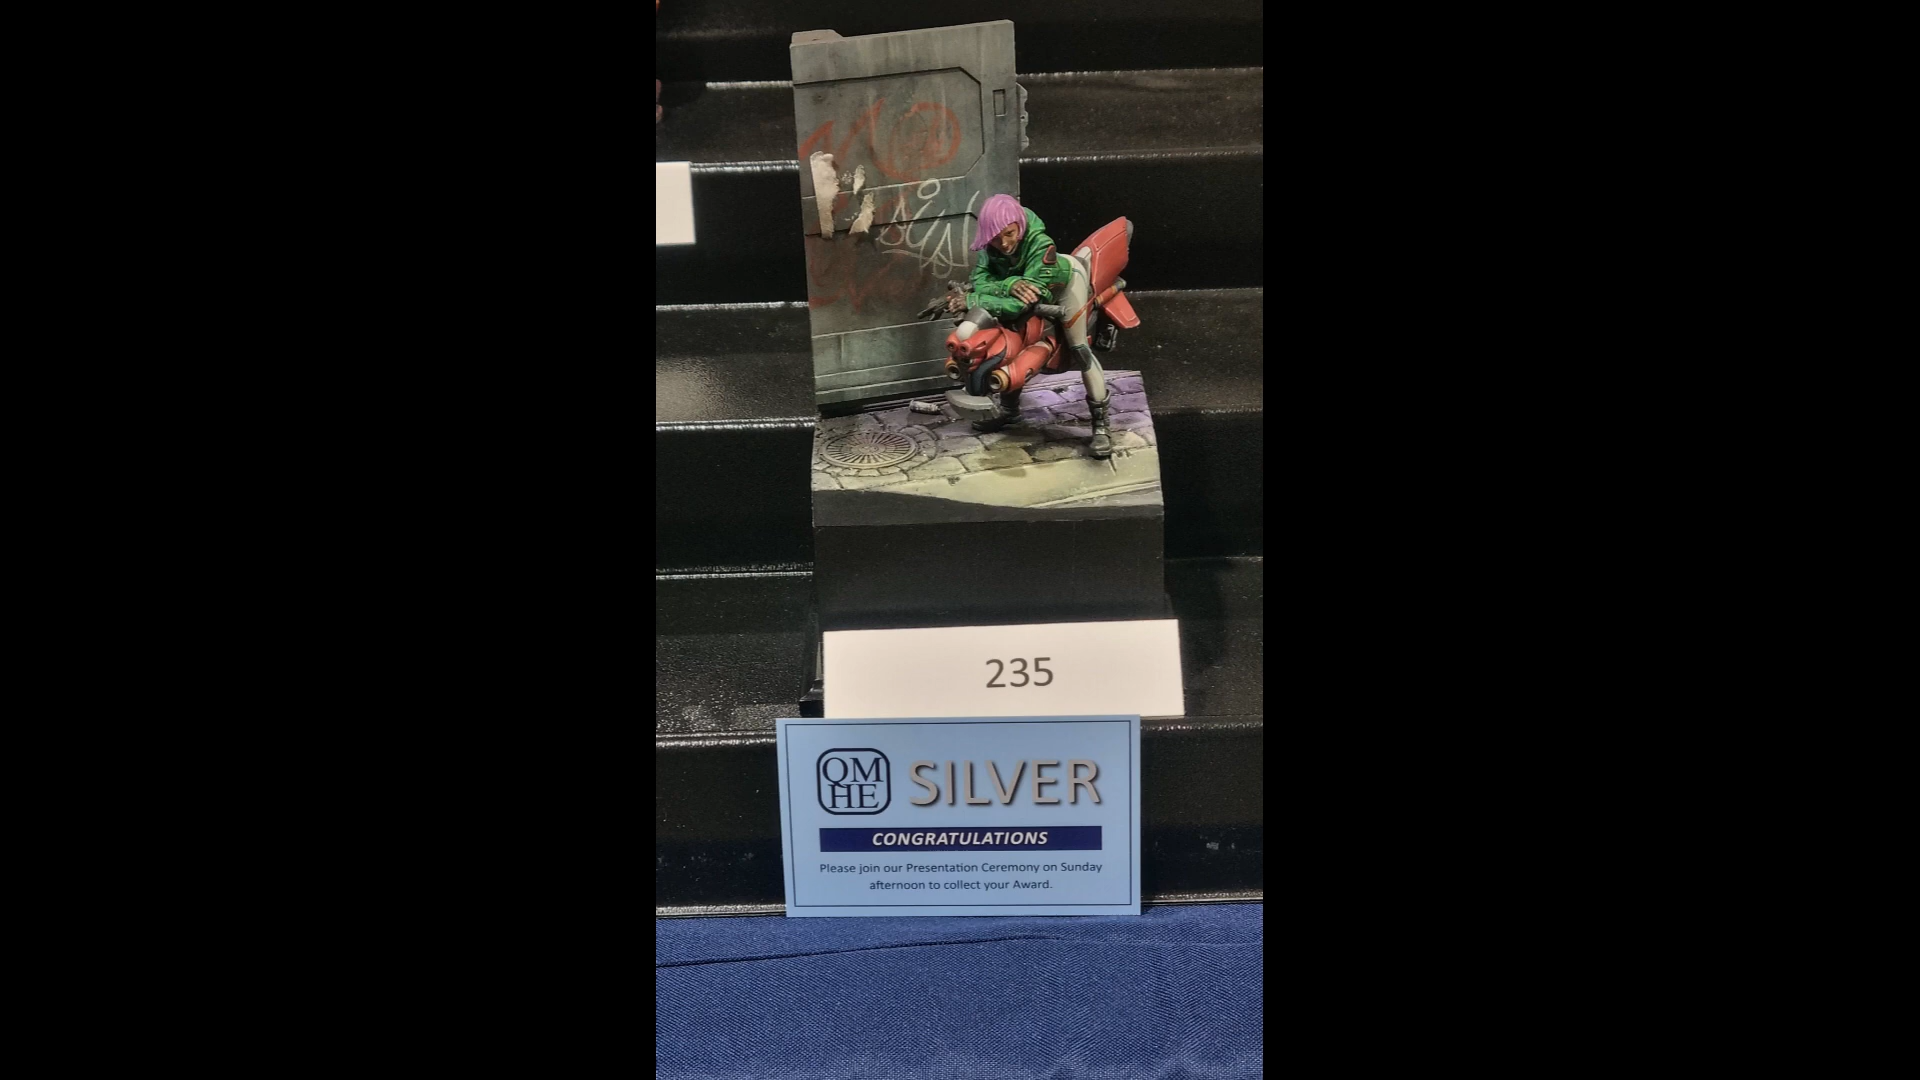 235
QM
HE
SILVER
CONGRATULATIONS
Please join our Presentation Ceremony on Sunday
afternoon to collect your Award.